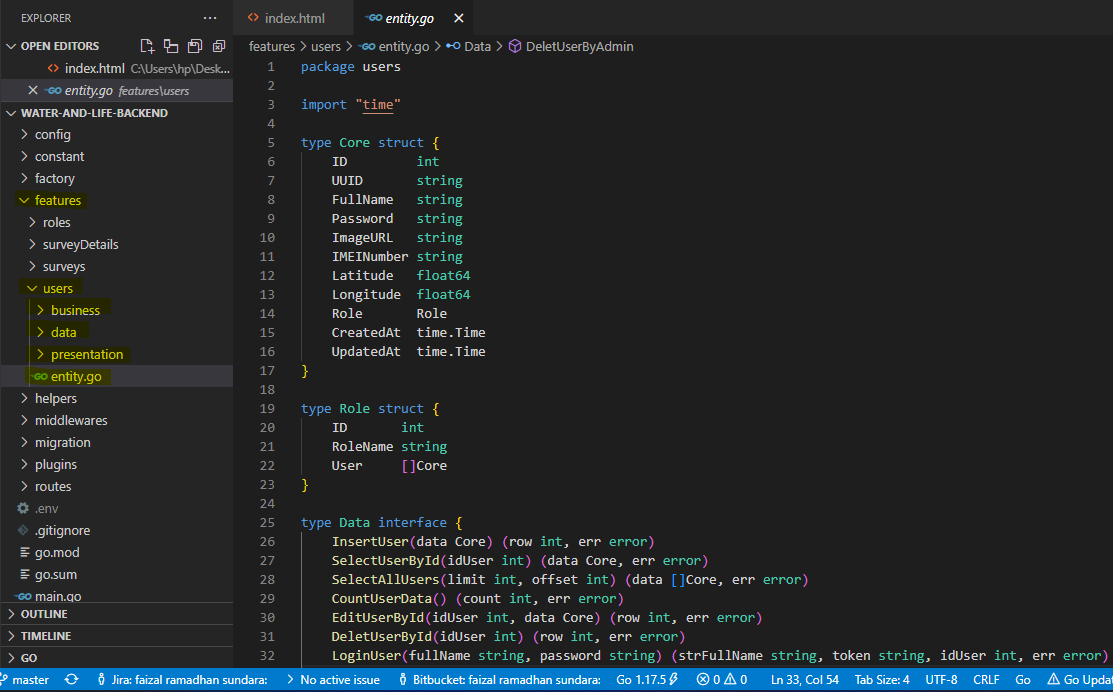 EXPLORER
OPEN EDITORS
index.html C:\Users\hp\Desk...
GO entity.go features\users
WATER-AND-LIFE-BACKEND
config
constant
factory
features
roles
surveyDetails
surveys
users
business
data
presentation
GO entity.go
helpers
middlewares
migration
plugins
routes
.env
.gitignore
go.mod
go.sum
GO main.go
OUTLINE
TIMELINE
GO
index.html GO entity.go
features > users > GO entity.go > Data > DeletUserByAdmin
1 package users
2
3 import "time"
4
5 type Core struct {
6 ID int
7 UUID string
8 FullName string
9 Password string
10 ImageURL string
11 IMEINumber string
12 Latitude float64
13 Longitude float64
14 Role Role
15 CreatedAt time.Time
16 UpdatedAt time.Time
17 }
18
19 type Role struct {
20 ID int
21 RoleName string
22 User []Core
23 }
24
25 type Data interface {
26 InsertUser(data Core) (row int, err error)
27 SelectUserById(idUser int) (data Core, err error)
28 SelectAllUsers(limit int, offset int) (data []Core, err error)
29 CountUserData() (count int, err error)
30 EditUserById(idUser int, data Core) (row int, err error)
31 DeletUserById(idUser int) (row int, err error)
32 LoginUser(fullName string, password string) (strFullName string, token string, idUser int, err error)
master Jira: faizal ramadhan sundara: No active issue Bitbucket: faizal ramadhan sundara: Go 1.17.5 0 0 Ln 33, Col 54 Tab Size: 4 UTF-8 CRLF Go Go Upda